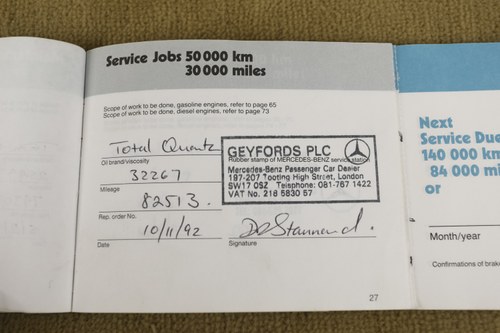 Service Jobs 50 000 km
30 000 miles
Scope of work to be done, gasoline engines, refer to page 65
Scope of work to be done, diesel engines, refer to page 73
Total Quartz
Oil brand/viscosity
32267
Mileage
82513.
Rep. order No.
10/11/92
Date
GEYFORDS PLC
Rubber stamp of MERCEDES-BENZ service station
Mercedes-Benz Passenger Car Dealer
197-207 Tooting High Street, London
SW17 0SZ Telephone: 081-767 1422
VAT No. 218 5830 57
D Stannard.
Signature
27
Next
Service Due
140 000 km
84 000 mi
or
Month/year
Confirmations of brake